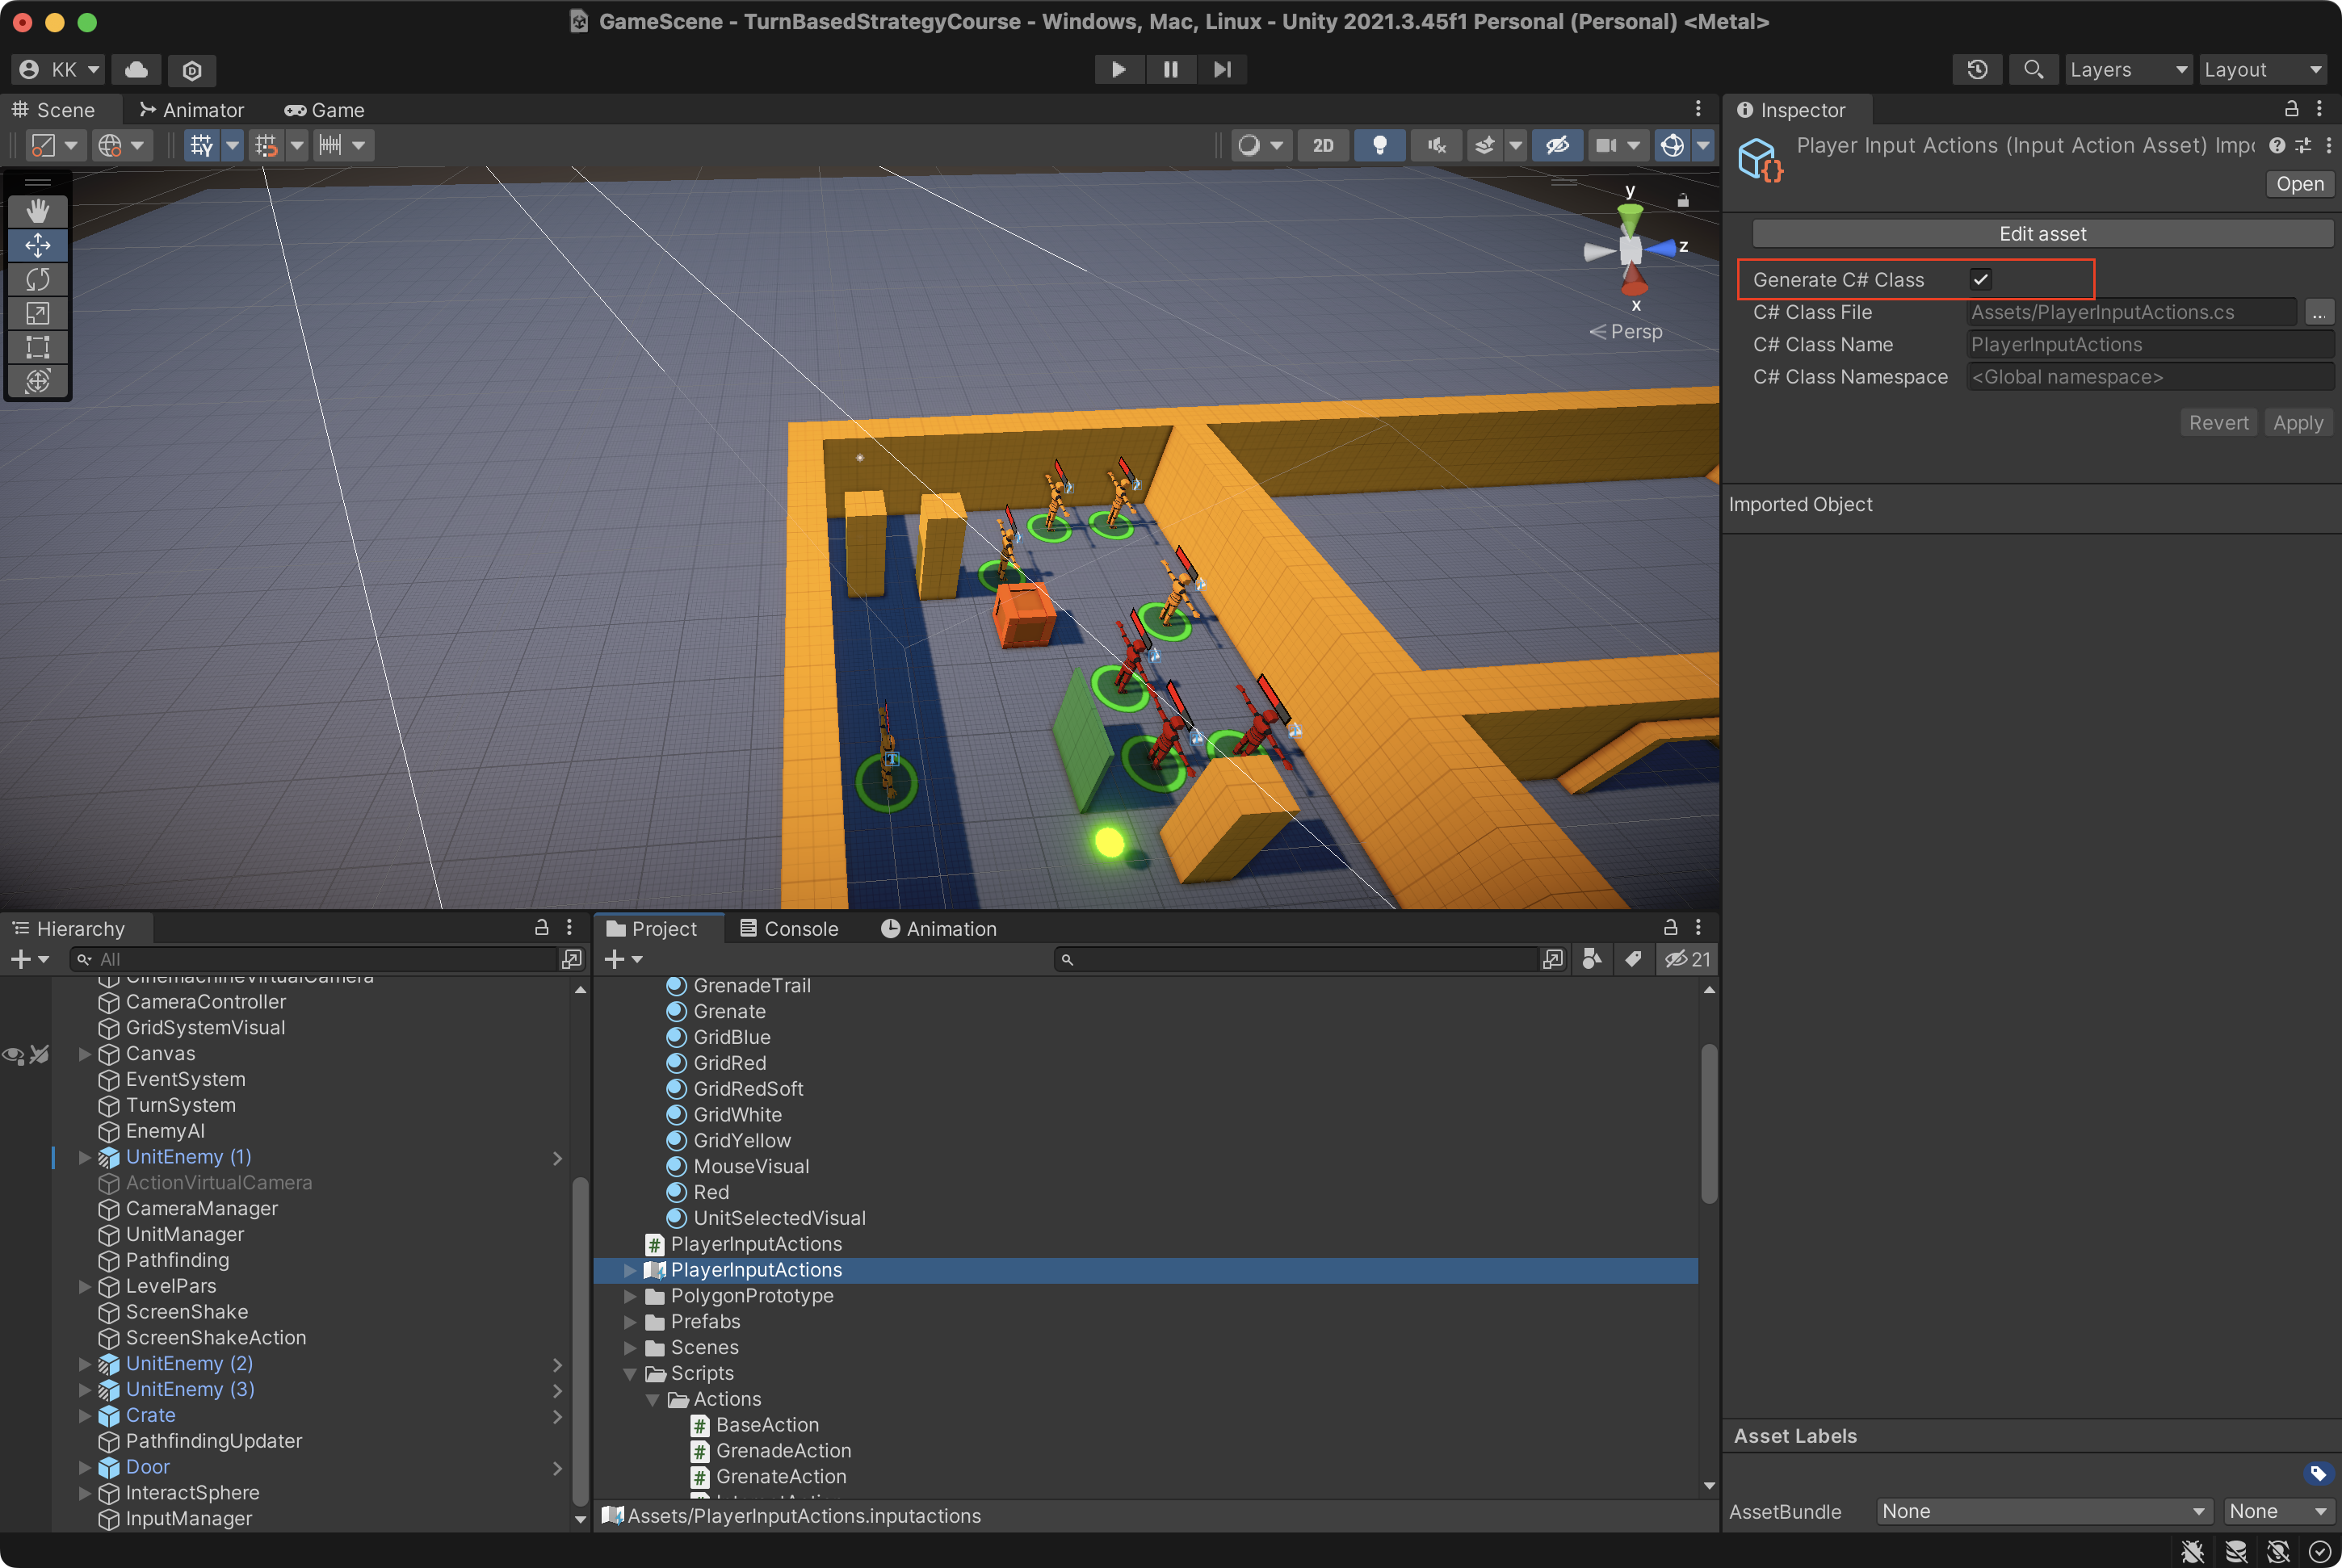 GameScene - TurnBasedStrategyCourse - Windows, Mac, Linux - Unity 2021.3.45f1 Personal (Personal) <Metal>
KK
Layers
Layout
Scene
Animator
Game
2D
y
z
x
Persp
Inspector
Player Input Actions (Input Action Asset) Impo
Open
Edit asset
Generate C# Class
C# Class File
Assets/PlayerInputActions.cs
...
C# Class Name
PlayerInputActions
C# Class Namespace
<Global namespace>
Revert
Apply
Imported Object
Hierarchy
All
CinemachineVirtualCamera
CameraController
GridSystemVisual
Canvas
EventSystem
TurnSystem
EnemyAI
UnitEnemy (1)
ActionVirtualCamera
CameraManager
UnitManager
Pathfinding
LevelPars
ScreenShake
ScreenShakeAction
UnitEnemy (2)
UnitEnemy (3)
Crate
PathfindingUpdater
Door
InteractSphere
InputManager
Project
Console
Animation
21
GrenadeTrail
Grenate
GridBlue
GridRed
GridRedSoft
GridWhite
GridYellow
MouseVisual
Red
UnitSelectedVisual
PlayerInputActions
PlayerInputActions
PolygonPrototype
Prefabs
Scenes
Scripts
Actions
BaseAction
GrenadeAction
GrenateAction
Assets/PlayerInputActions.inputactions
Asset Labels
AssetBundle
None
None